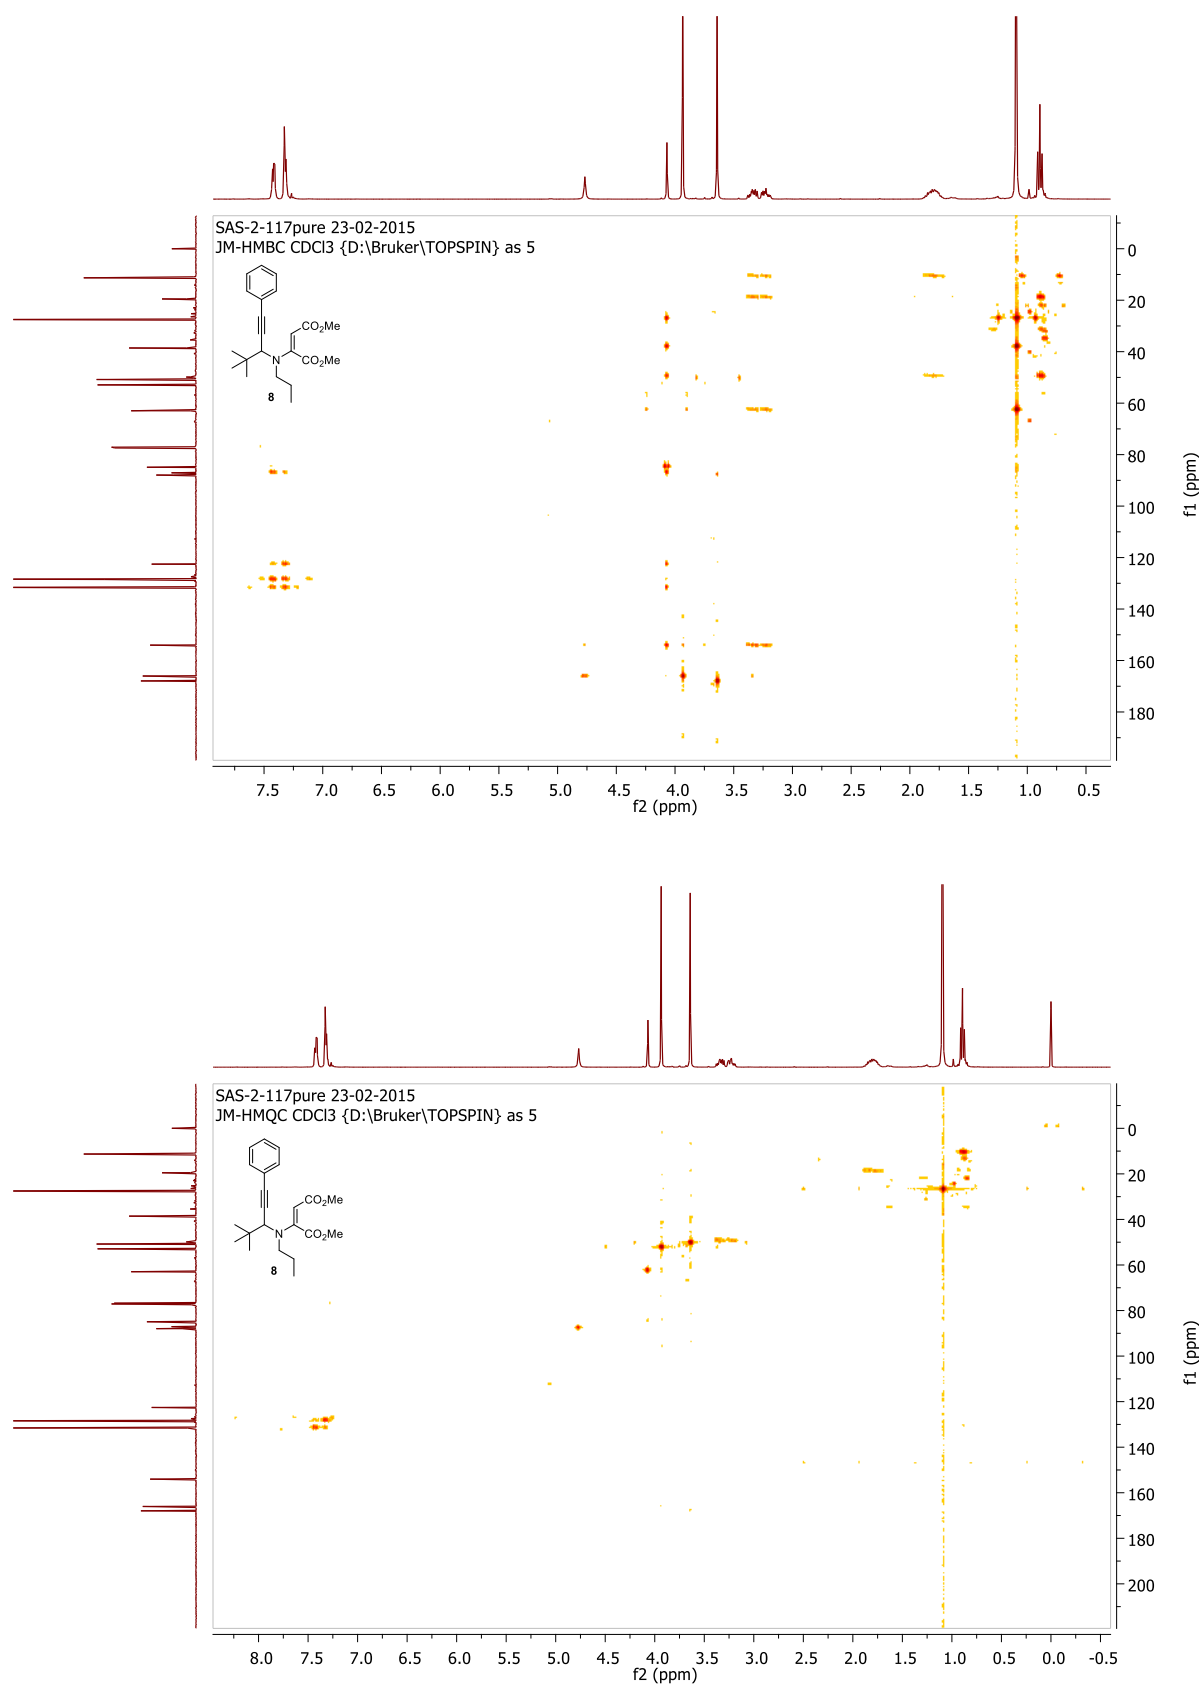 SAS-2-117pure 23-02-2015
JM-HMBC CDCl3 {D:\Bruker\TOPSPIN} as 5
CO₂Me
CO₂Me
N
8
0
20
40
60
80
100
120
140
160
180
f1 (ppm)
7.5 7.0 6.5 6.0 5.5 5.0 4.5 4.0 3.5 3.0 2.5 2.0 1.5 1.0 0.5
f2 (ppm)
SAS-2-117pure 23-02-2015
JM-HMQC CDCl3 {D:\Bruker\TOPSPIN} as 5
CO₂Me
CO₂Me
N
8
0
20
40
60
80
100
120
140
160
180
200
f1 (ppm)
8.0 7.5 7.0 6.5 6.0 5.5 5.0 4.5 4.0 3.5 3.0 2.5 2.0 1.5 1.0 0.5 0.0 -0.5
f2 (ppm)